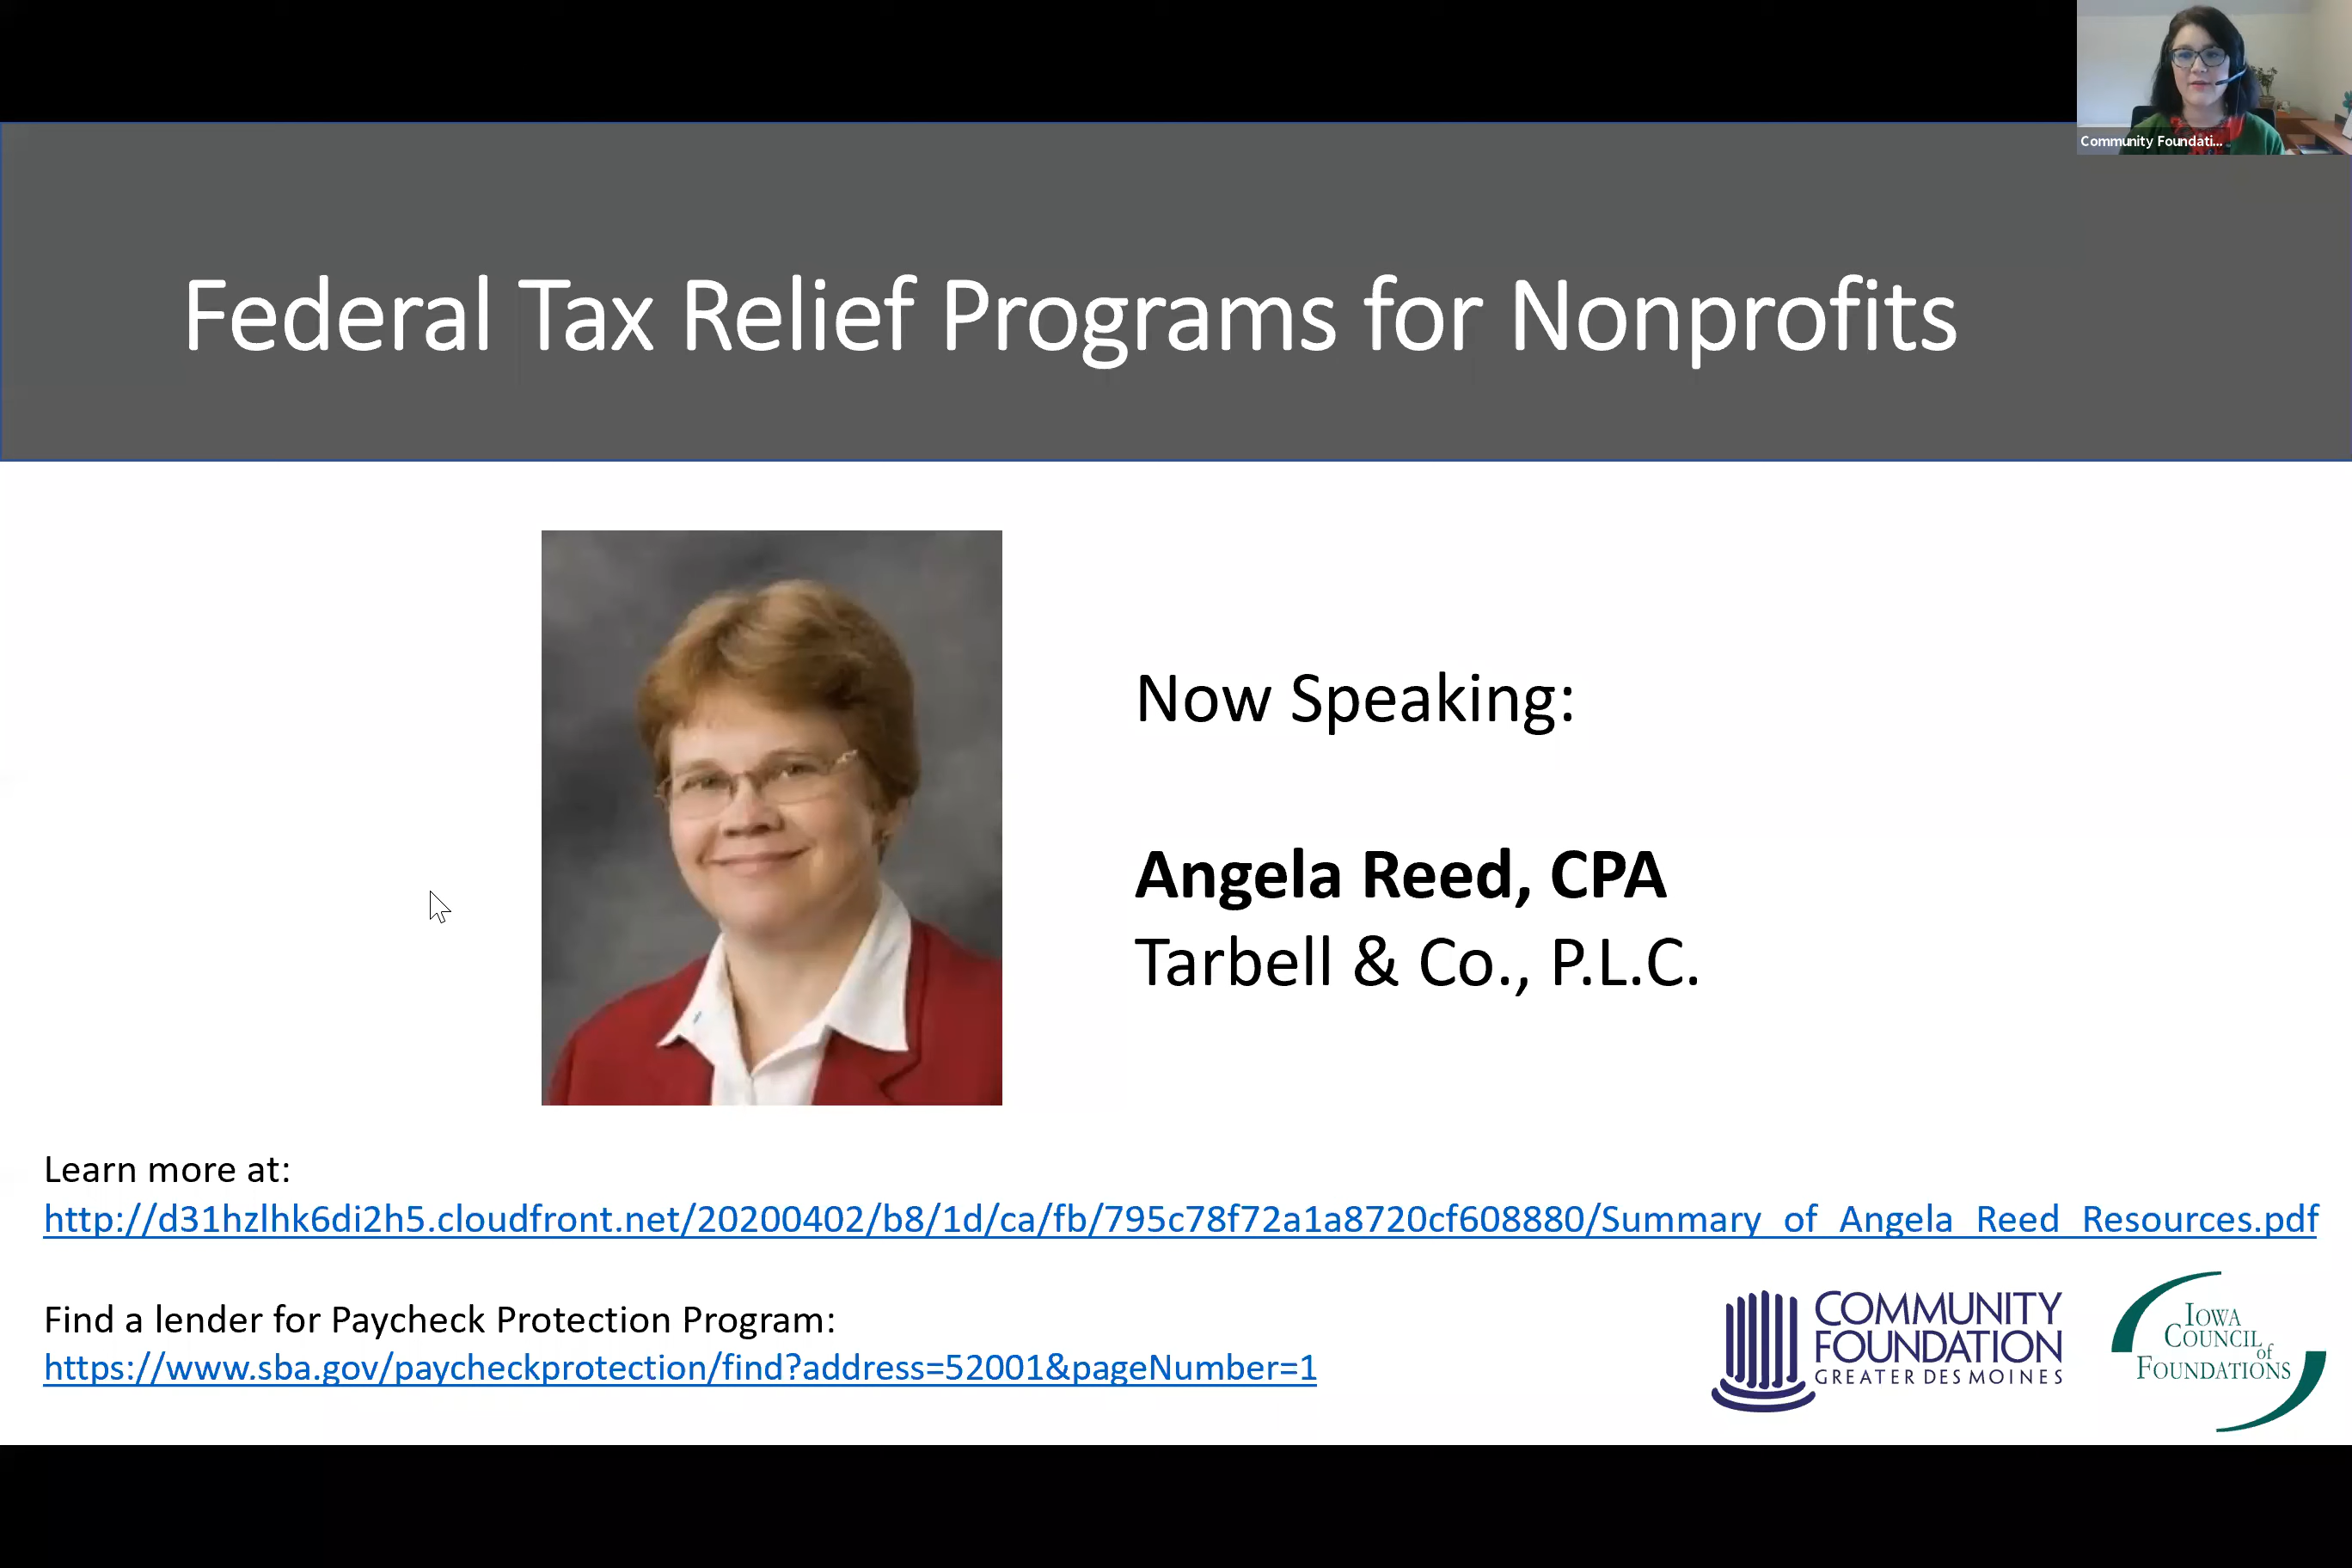 Community Foundati...
Federal Tax Relief Programs for Nonprofits
Now Speaking:
Angela Reed, CPA
Tarbell & Co., P.L.C.
Learn more at:
http://d31hzlhk6di2h5.cloudfront.net/20200402/b8/1d/ca/fb/795c78f72a1a8720cf608880/Summary_of_Angela_Reed_Resources.pdf
Find a lender for Paycheck Protection Program:
https://www.sba.gov/paycheckprotection/find?address=52001&pageNumber=1
COMMUNITY
FOUNDATION
GREATER DES MOINES
IOWA
COUNCIL
of
FOUNDATIONS